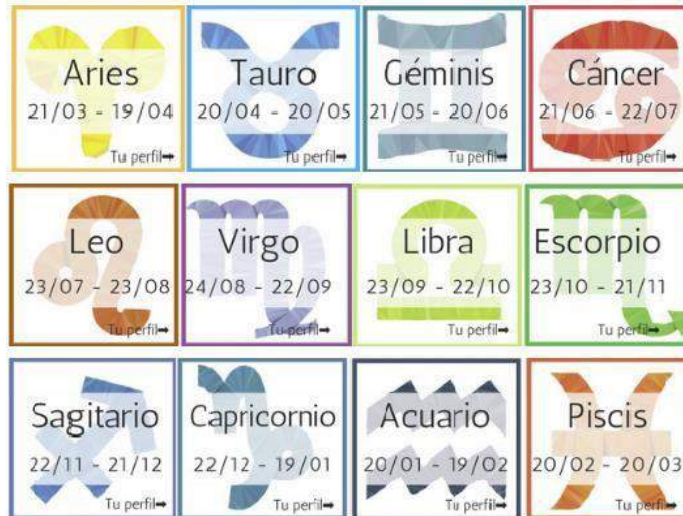 Aries
21/03 - 19/04
Tu perfil➡
Tauro
20/04 - 20/05
Tu perfil➡
Géminis
21/05 - 20/06
Tu perfil➡
Cáncer
21/06 - 22/07
Tu perfil➡
Leo
23/07 - 23/08
Tu perfil➡
Virgo
24/08 - 22/09
Tu perfil➡
Libra
23/09 - 22/10
Tu perfil➡
Escorpio
23/10 - 21/11
Tu perfil➡
Sagitario
22/11 - 21/12
Tu perfil➡
Capricornio
22/12 - 19/01
Tu perfil➡
Acuario
20/01 - 19/02
Tu perfil➡
Piscis
20/02 - 20/03
Tu perfil➡